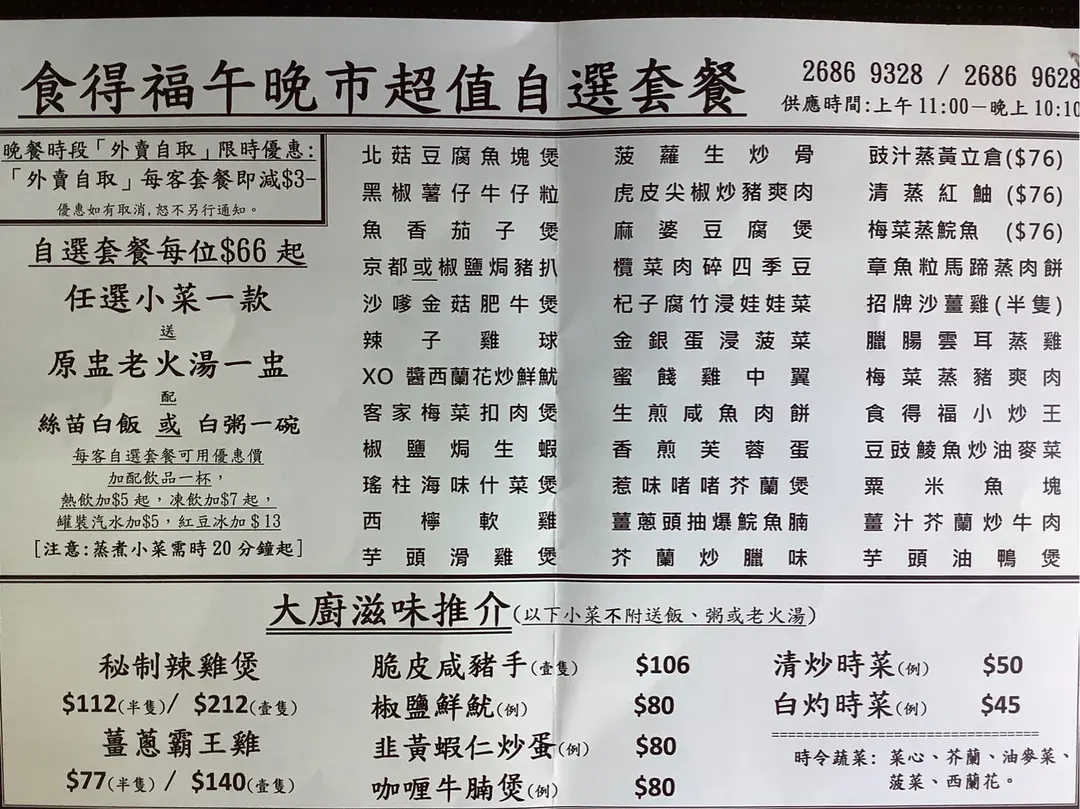 食得福午晚市超值自選套餐
2686 9328 / 2686 9628
供應時間:上午11:00－晚上10:10
晚餐時段「外賣自取」限時優惠:
「外賣自取」每客套餐即減$3-
優惠如有取消,恕不另行通知。
自選套餐每位$66起
任選小菜一款
送
原盅老火湯一盅
配
絲苗白飯 或 白粥一碗
每客自選套餐可用優惠價
加配飲品一杯，
熱飲加$5起，凍飲加$7起，
罐裝汽水加$5，紅豆冰加＄13
[注意:蒸煮小菜需時20分鐘起]
北菇豆腐魚塊煲
黑椒薯仔牛仔粒
魚香茄子煲
京都或椒鹽焗豬扒
沙嗲金菇肥牛煲
辣子雞球
XO 醬西蘭花炒鮮魷
客家梅菜扣肉煲
椒鹽焗生蝦
瑤柱海味什菜煲
西檸軟雞
芋頭滑雞煲
菠蘿生炒骨
虎皮尖椒炒豬爽肉
麻婆豆腐煲
欖菜肉碎四季豆
杞子腐竹浸娃娃菜
金銀蛋浸菠菜
蜜餞雞中翼
生煎咸魚肉餅
香煎芙蓉蛋
惹味啫啫芥蘭煲
薑蔥頭抽爆鯇魚腩
芥蘭炒臘味
豉汁蒸黃立倉($76)
清蒸紅鮋($76)
梅菜蒸鯇魚 ($76)
章魚粒馬蹄蒸肉餅
招牌沙薑雞(半隻)
臘腸雲耳蒸雞
梅菜蒸豬爽肉
食得福小炒王
豆豉鯪魚炒油麥菜
粟米魚塊
薑汁芥蘭炒牛肉
芋頭油鴨煲
大廚滋味推介(以下小菜不附送飯、粥或老火湯)
秘制辣雞煲
$112(半隻)/ $212(壹隻)
薑蔥霸王雞
$77(半隻) / $140(壹隻)
脆皮咸豬手(壹隻) $106
椒鹽鮮魷(例) $80
韭黃蝦仁炒蛋(例) $80
咖喱牛腩煲(例) $80
清炒時菜(例) $50
白灼時菜(例) $45
==================================
時令蔬菜: 菜心、芥蘭、油麥菜、
菠菜、西蘭花。